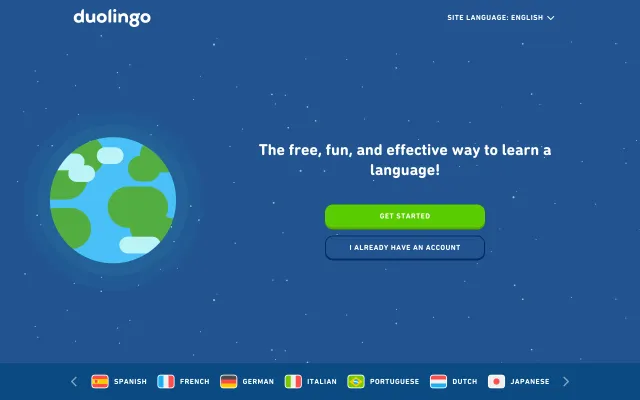 duolingo
SITE LANGUAGE: ENGLISH
The free, fun, and effective way to learn a
language!
GET STARTED
I ALREADY HAVE AN ACCOUNT
SPANISH
FRENCH
GERMAN
ITALIAN
PORTUGUESE
DUTCH
JAPANESE